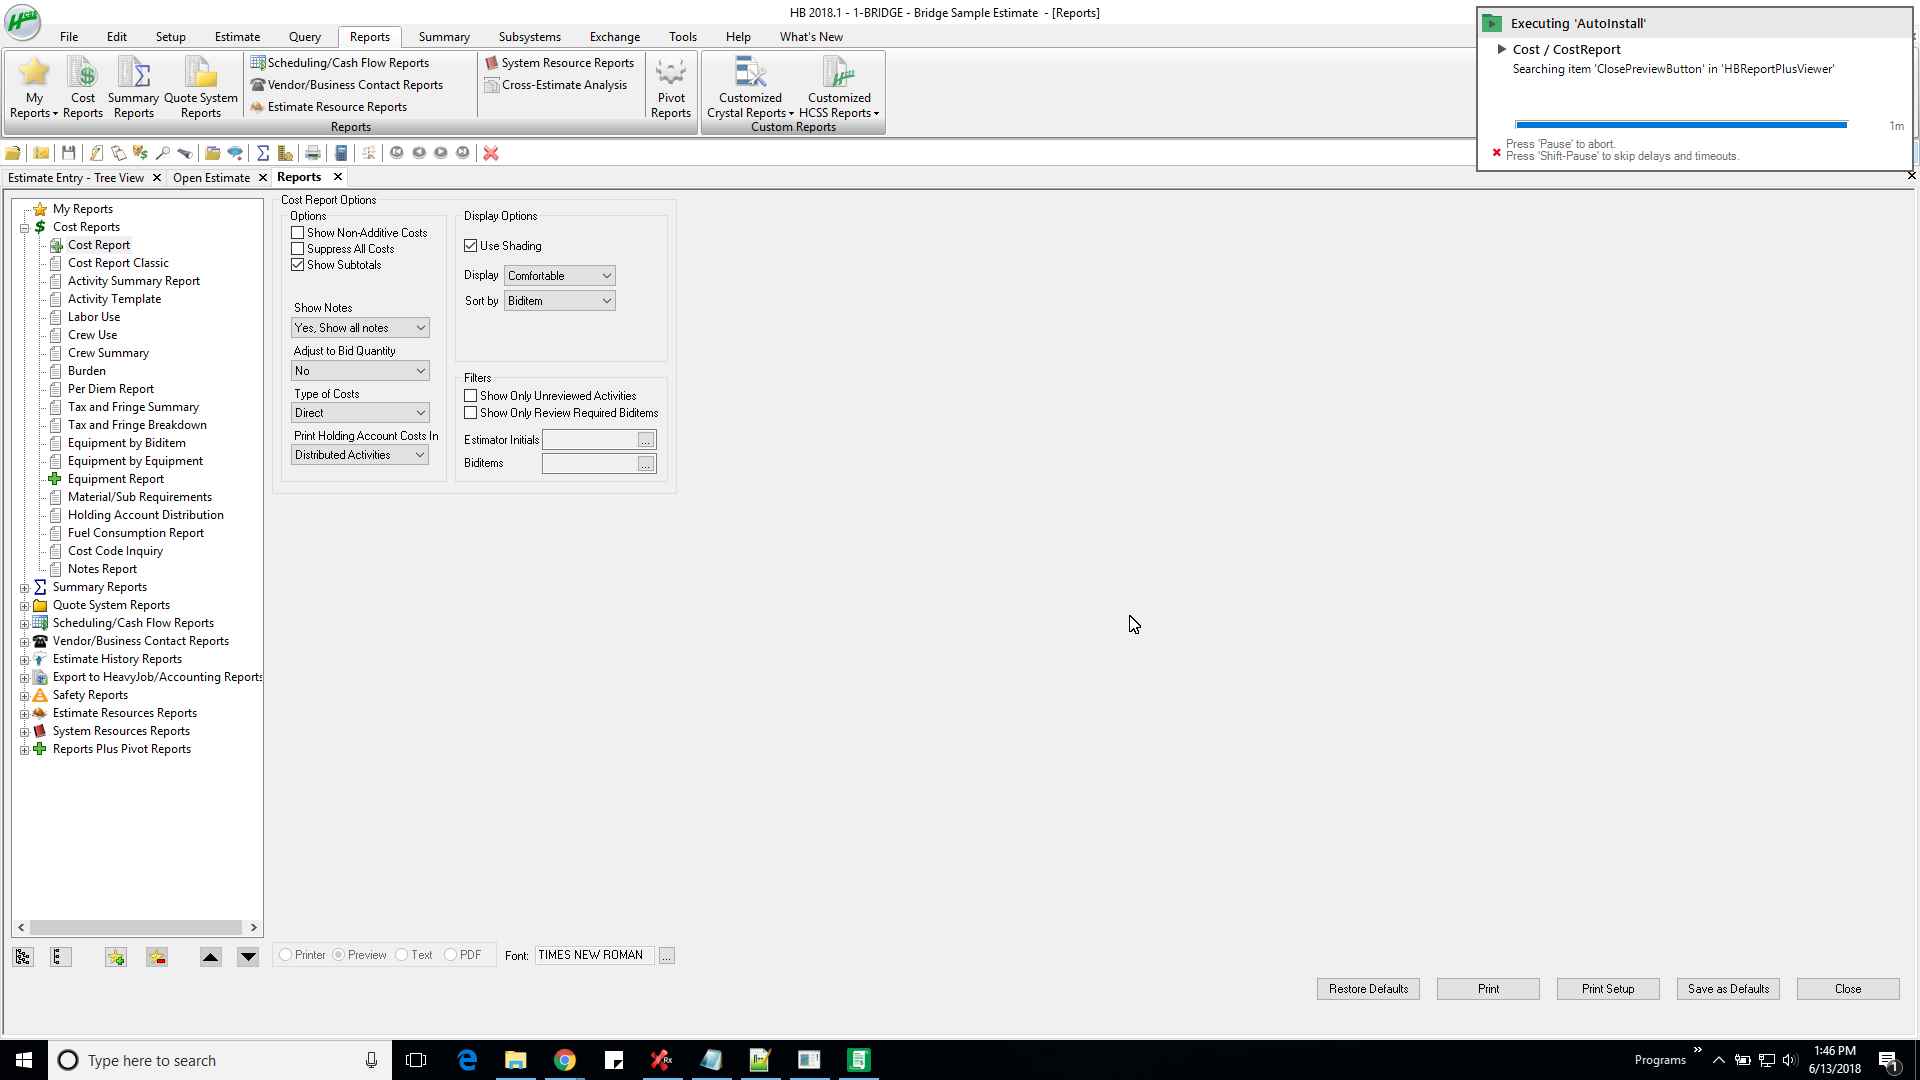 HB 2018.1 - 1-BRIDGE - Bridge Sample Estimate - [Reports]
File Edit Setup Estimate Query Reports Summary Subsystems Exchange Tools Help What's New
My Reports
Cost Reports
Summary Reports
Quote System Reports
Scheduling/Cash Flow Reports
Vendor/Business Contact Reports
Estimate Resource Reports
System Resource Reports
Cross-Estimate Analysis
Pivot Reports
Reports
Customized Crystal Reports
Customized HCSS Reports
Custom Reports
Executing 'AutoInstall'
Cost / CostReport
Searching item 'ClosePreviewButton' in 'HBReportPlusViewer'
1m
Press 'Pause' to abort.
Press 'Shift-Pause' to skip delays and timeouts.
Estimate Entry - Tree View Open Estimate Reports
My Reports
Cost Reports
Cost Report
Cost Report Classic
Activity Summary Report
Activity Template
Labor Use
Crew Use
Crew Summary
Burden
Per Diem Report
Tax and Fringe Summary
Tax and Fringe Breakdown
Equipment by Biditem
Equipment by Equipment
Equipment Report
Material/Sub Requirements
Holding Account Distribution
Fuel Consumption Report
Cost Code Inquiry
Notes Report
Summary Reports
Quote System Reports
Scheduling/Cash Flow Reports
Vendor/Business Contact Reports
Estimate History Reports
Export to HeavyJob/Accounting Reports
Safety Reports
Estimate Resources Reports
System Resources Reports
Reports Plus Pivot Reports
Cost Report Options
Options
Show Non-Additive Costs
Suppress All Costs
Show Subtotals
Show Notes
Yes, Show all notes
Adjust to Bid Quantity
No
Type of Costs
Direct
Print Holding Account Costs In
Distributed Activities
Display Options
Use Shading
Display Comfortable
Sort by Biditem
Filters
Show Only Unreviewed Activities
Show Only Review Required Biditems
Estimator Initials ...
Biditems ...
Printer Preview Text PDF Font: TIMES NEW ROMAN ...
Restore Defaults Print Print Setup Save as Defaults Close
Type here to search
Programs
1:46 PM
6/13/2018
1